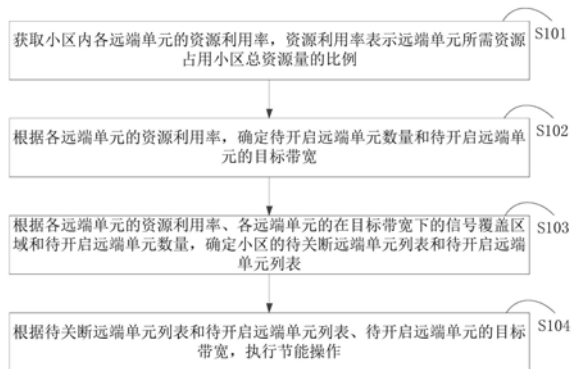 获取小区内各远端单元的资源利用率，资源利用率表示远端单元所需资源
占用小区总资源量的比例
S101
根据各远端单元的资源利用率，确定待开启远端单元数量和待开启远端单
元的目标带宽
S102
根据各远端单元的资源利用率、各远端单元的在目标带宽下的信号覆盖区
域和待开启远端单元数量，确定小区的待关断远端单元列表和待开启远端
单元列表
S103
根据待关断远端单元列表和待开启远端单元列表、待开启远端单元的目标
带宽，执行节能操作
S104